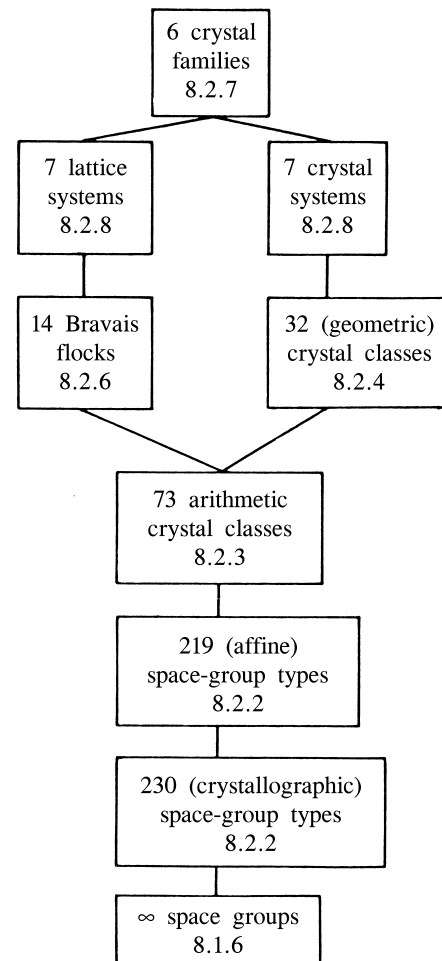 6 crystal
families
8.2.7
7 lattice
systems
8.2.8
7 crystal
systems
8.2.8
14 Bravais
flocks
8.2.6
32 (geometric)
crystal classes
8.2.4
73 arithmetic
crystal classes
8.2.3
219 (affine)
space-group types
8.2.2
230 (crystallographic)
space-group types
8.2.2
∞ space groups
8.1.6